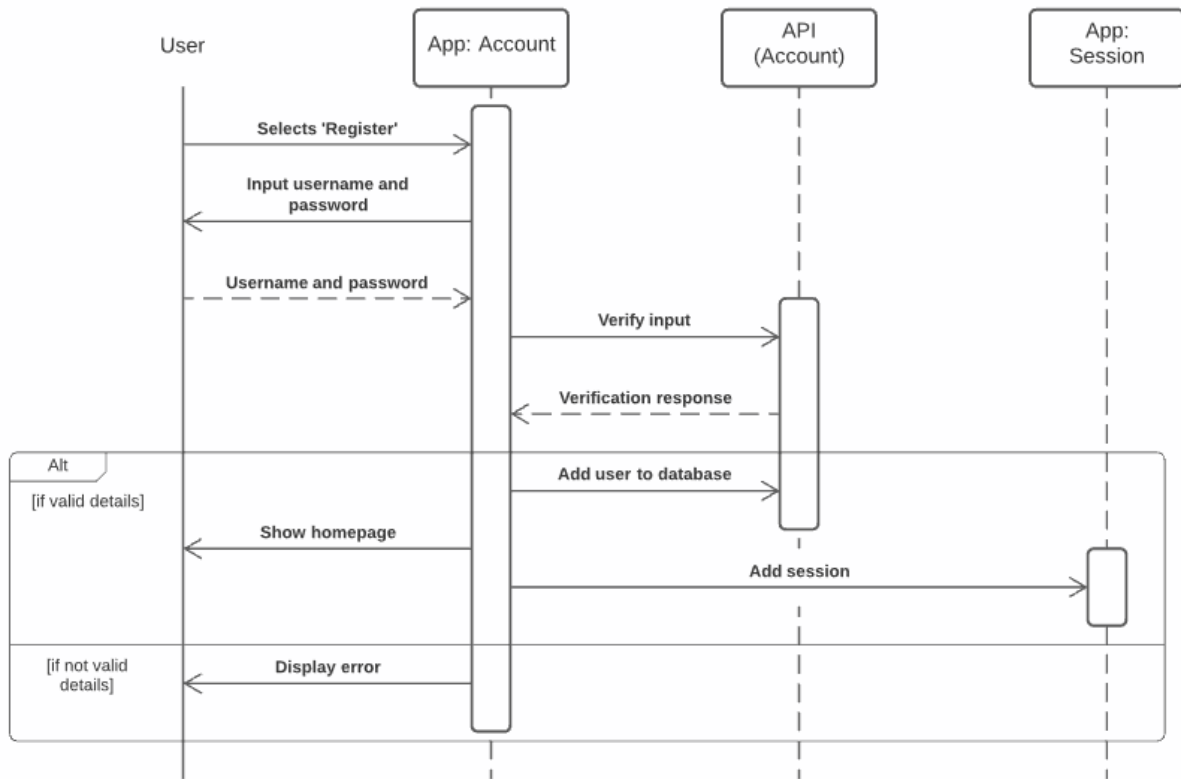 User
App: Account
API
(Account)
App:
Session
Selects 'Register'
Input username and
password
Username and password
Verify input
Verification response
Alt
[if valid details]
Add user to database
Show homepage
Add session
[if not valid
details]
Display error